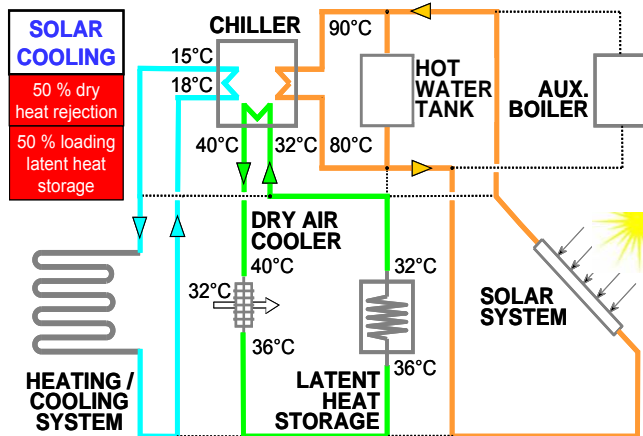 SOLAR
COOLING
50 % dry
heat rejection
50 % loading
latent heat
storage
CHILLER
15°C
18°C
90°C
80°C
40°C
32°C
HOT
WATER
TANK
AUX.
BOILER
DRY AIR
COOLER
40°C
32°C
36°C
32°C
36°C
LATENT
HEAT
STORAGE
SOLAR
SYSTEM
HEATING /
COOLING
SYSTEM